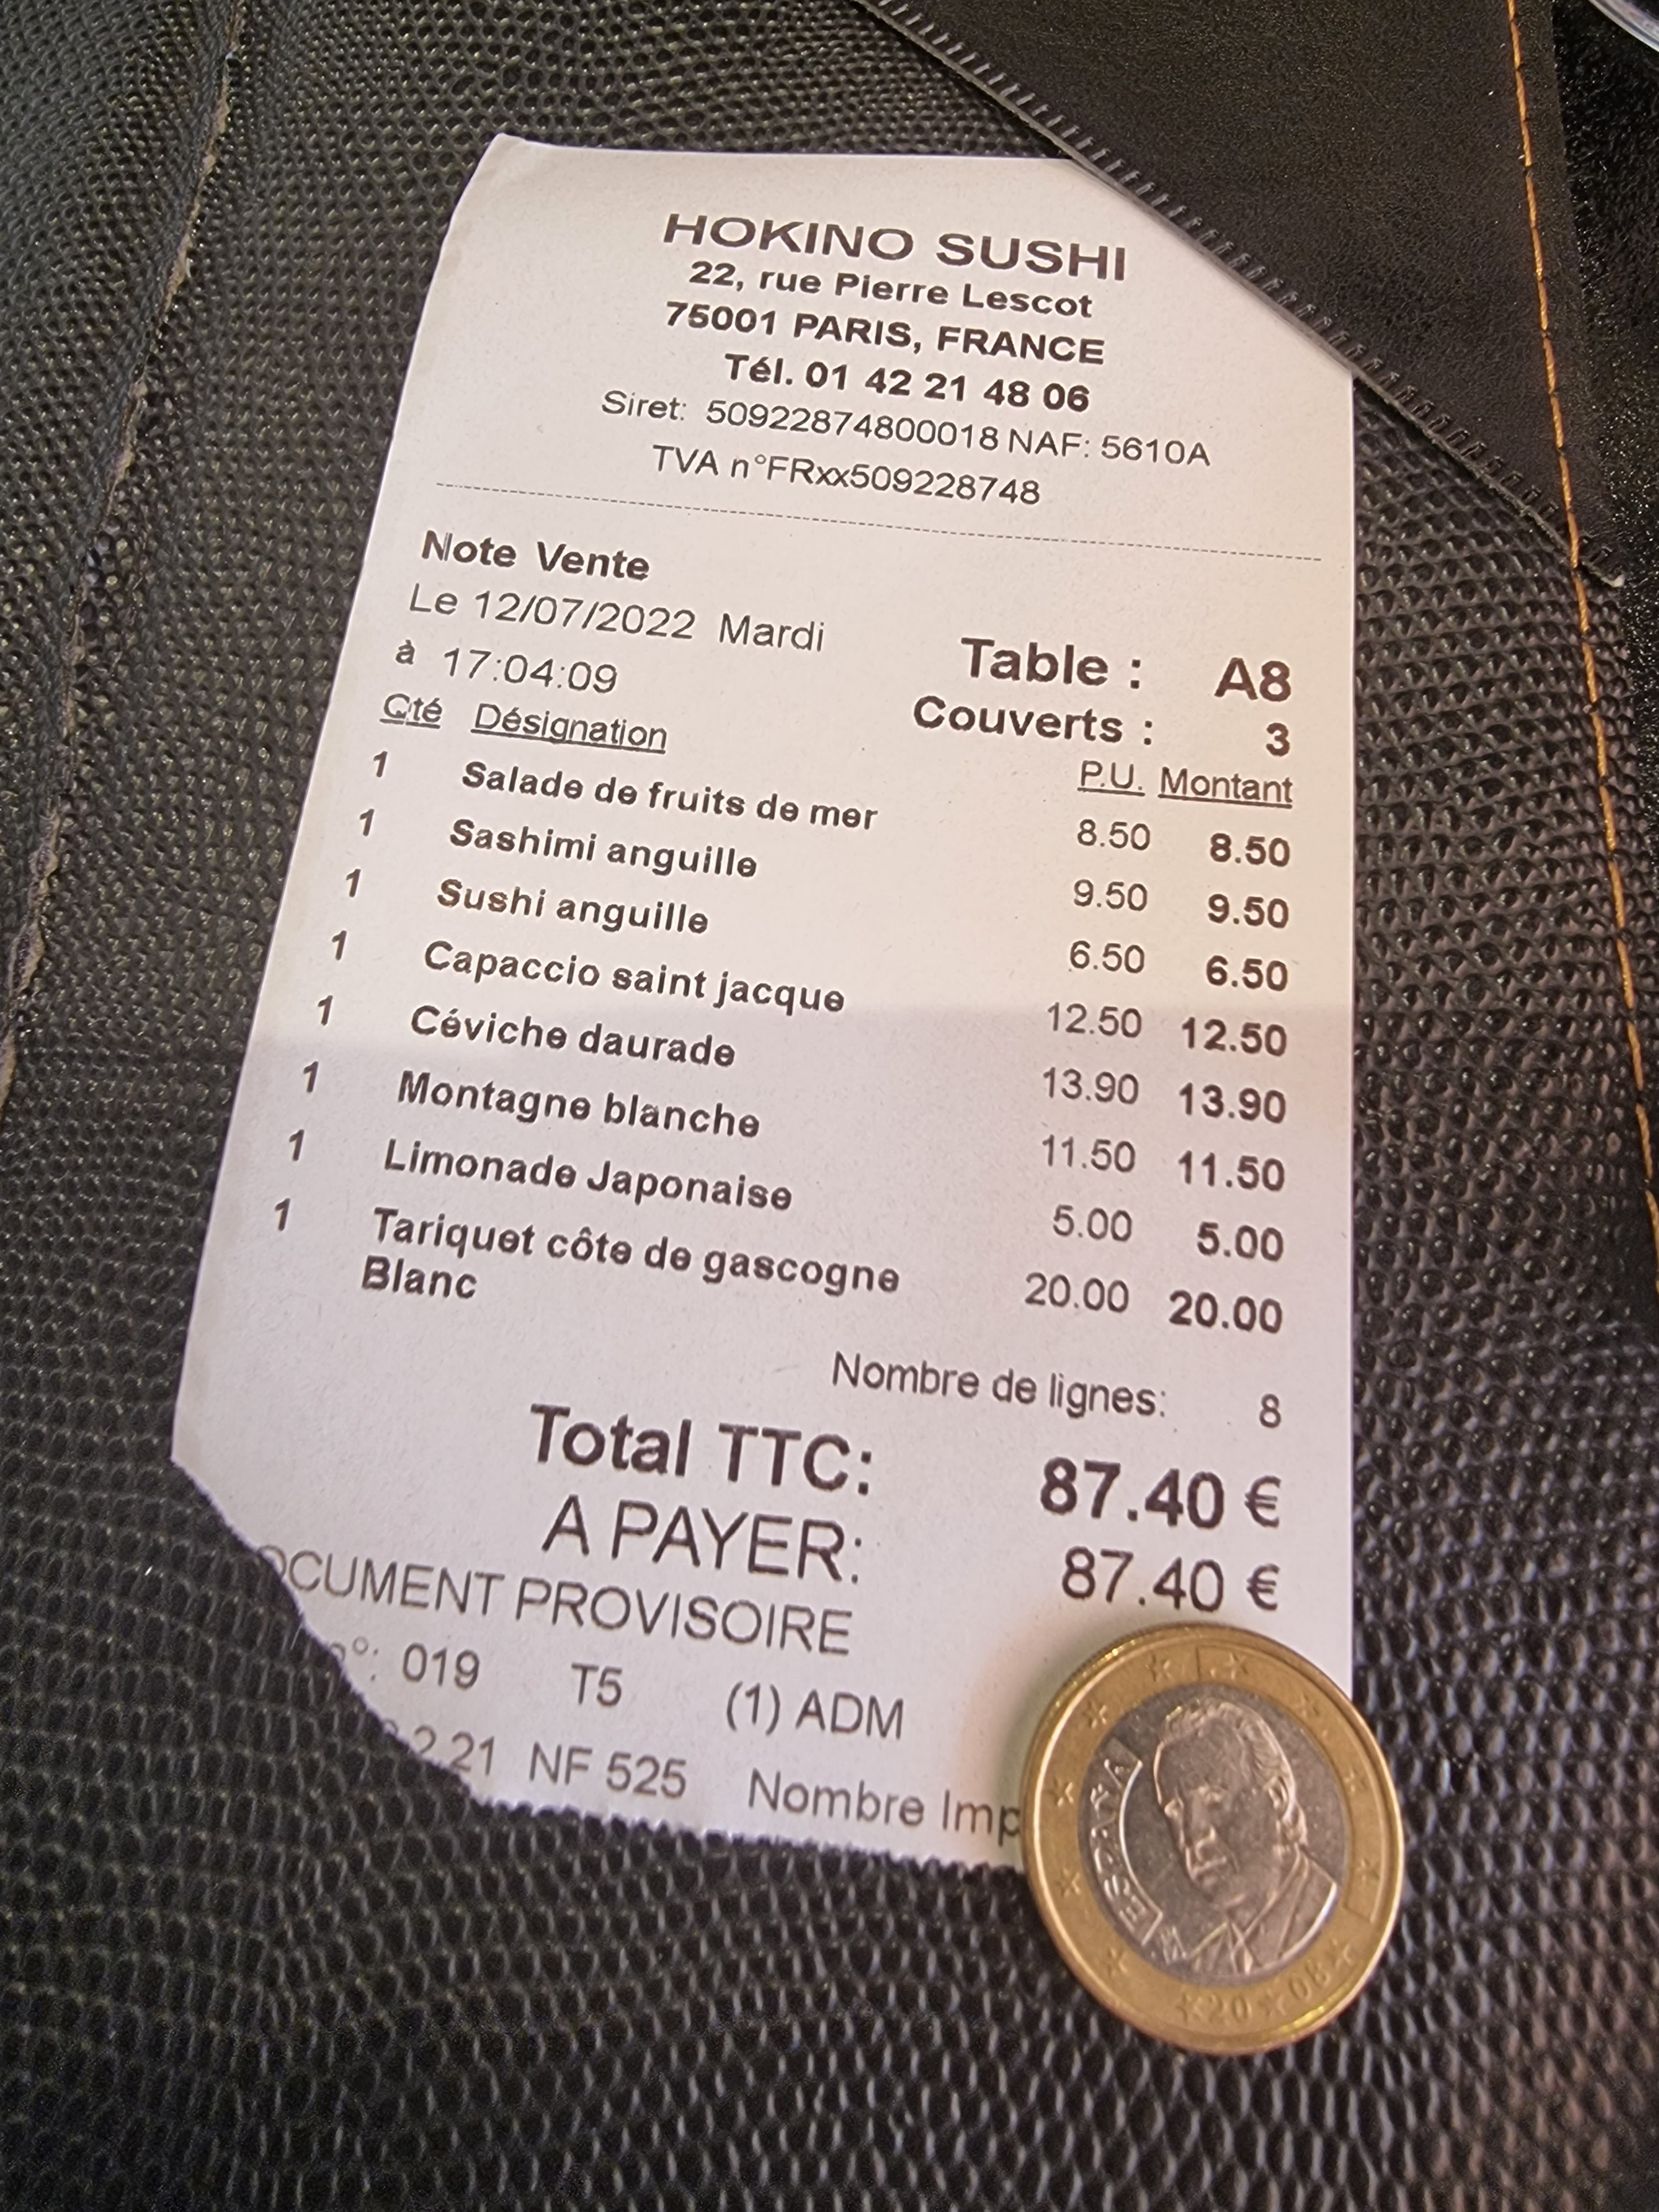 HOKINO SUSHI
22, rue Pierre Lescot
75001 PARIS, FRANCE
Tél. 01 42 21 48 06
Siret: 50922874800018 NAF: 5610A
TVA n°FRxx509228748
Note Vente
Le 12/07/2022 Mardi
à 17:04:09
Table : A8
Couverts : 3
Qté Désignation P.U. Montant
1 Salade de fruits de mer 8.50 8.50
1 Sashimi anguille 9.50 9.50
1 Sushi anguille 6.50 6.50
1 Capaccio saint jacque 12.50 12.50
1 Céviche daurade 13.90 13.90
1 Montagne blanche 11.50 11.50
1 Limonade Japonaise 5.00 5.00
1 Tariquet côte de gascogne 20.00 20.00
Blanc
Nombre de lignes: 8
Total TTC: 87.40 €
A PAYER: 87.40 €
OCUMENT PROVISOIRE
n°: 019 T5 (1) ADM
2.21 NF 525 Nombre Imp
ESPAÑA
2008